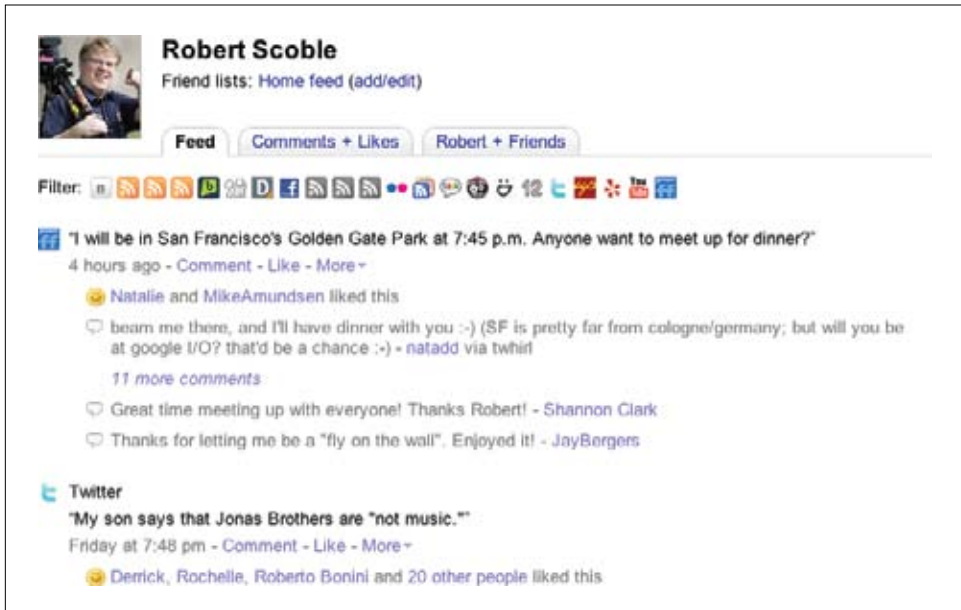 Robert Scoble
Friend lists: Home feed (add/edit)
Feed Comments + Likes Robert + Friends
Filter:
"I will be in San Francisco's Golden Gate Park at 7:45 p.m. Anyone want to meet up for dinner?"
4 hours ago - Comment - Like - More
Natalie and MikeAmundsen liked this
beam me there, and I'll have dinner with you :-) (SF is pretty far from cologne/germany; but will you be
at google I/O? that'd be a chance :-) - natadd via twhirl
11 more comments
Great time meeting up with everyone! Thanks Robert! - Shannon Clark
Thanks for letting me be a "fly on the wall". Enjoyed it! - JayBergers
Twitter
"My son says that Jonas Brothers are "not music.""
Friday at 7:48 pm - Comment - Like - More
Derrick, Rochelle, Roberto Bonini and 20 other people liked this